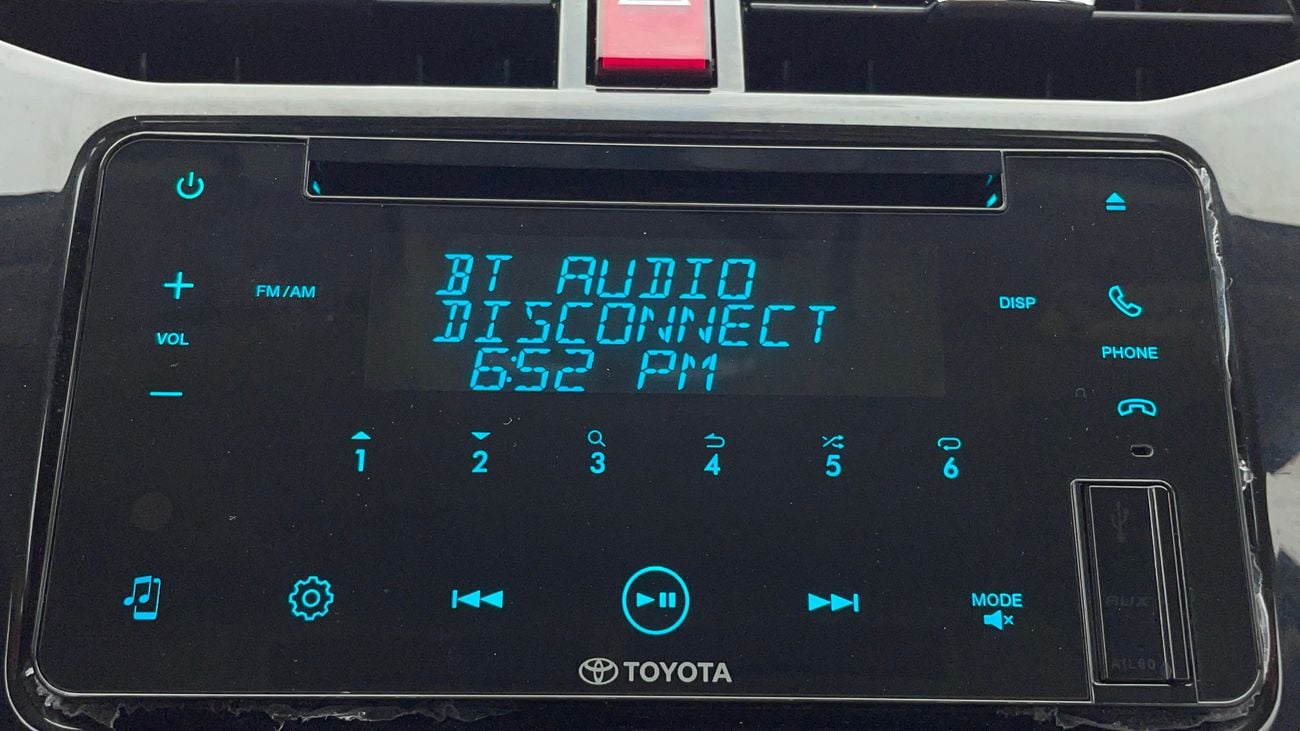 BT AUDIO
DISCONNECT
6:52 PM
FM/AM
DISP
VOL
PHONE
1 2 3 4 5 6
MODE
AUX
TOYOTA